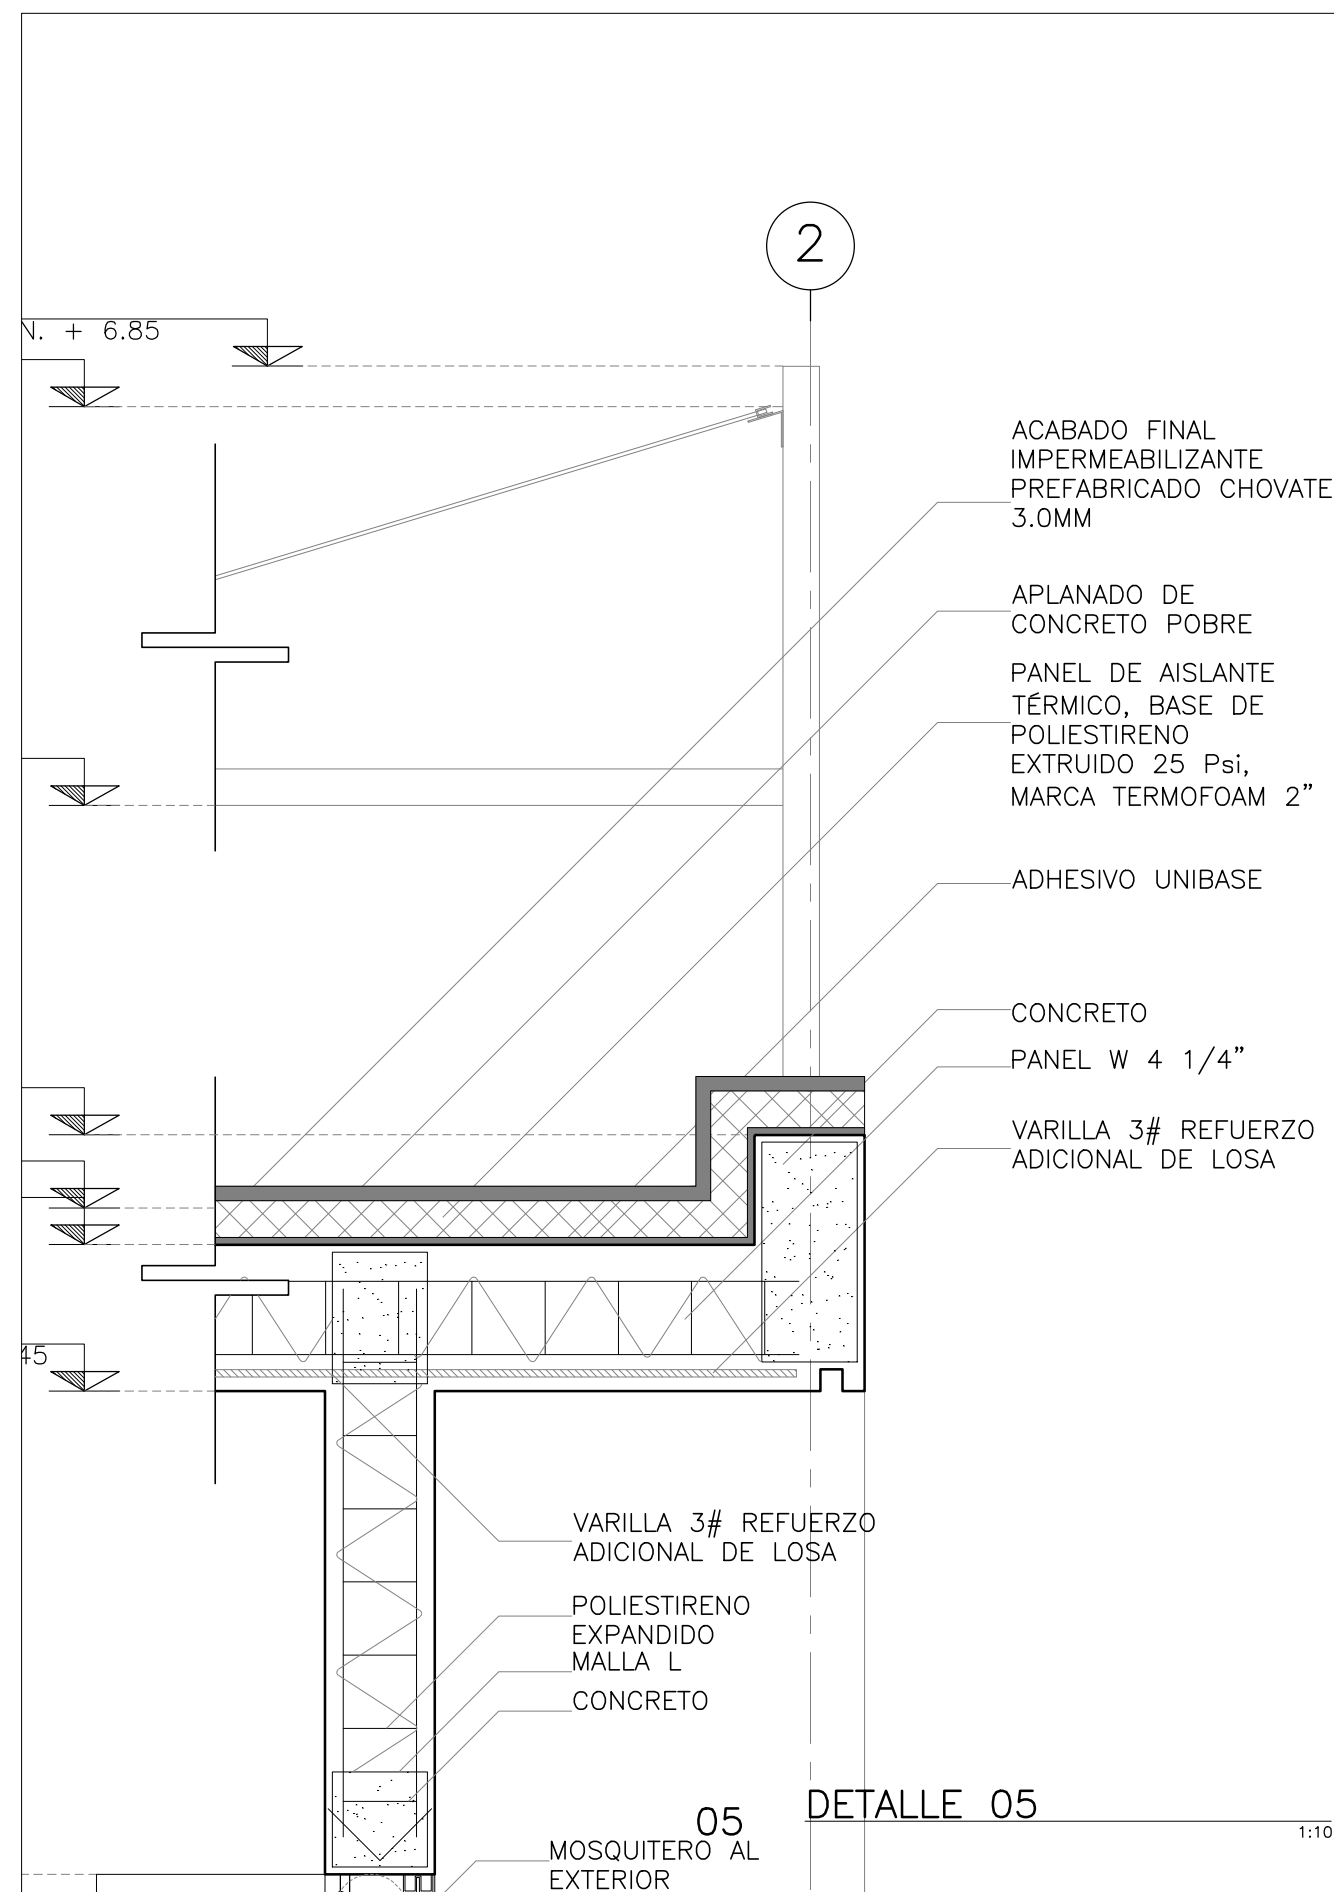 2
N. + 6.85
ACABADO FINAL
IMPERMEABILIZANTE
PREFABRICADO CHOVATE
3.0MM
APLANADO DE
CONCRETO POBRE
PANEL DE AISLANTE
TÉRMICO, BASE DE
POLIESTIRENO
EXTRUIDO 25 Psi,
MARCA TERMOFOAM 2”
ADHESIVO UNIBASE
CONCRETO
PANEL W 4 1/4”
VARILLA 3# REFUERZO
ADICIONAL DE LOSA
45
VARILLA 3# REFUERZO
ADICIONAL DE LOSA
POLIESTIRENO
EXPANDIDO
MALLA L
CONCRETO
05 DETALLE 05
1:10
MOSQUITERO AL
EXTERIOR